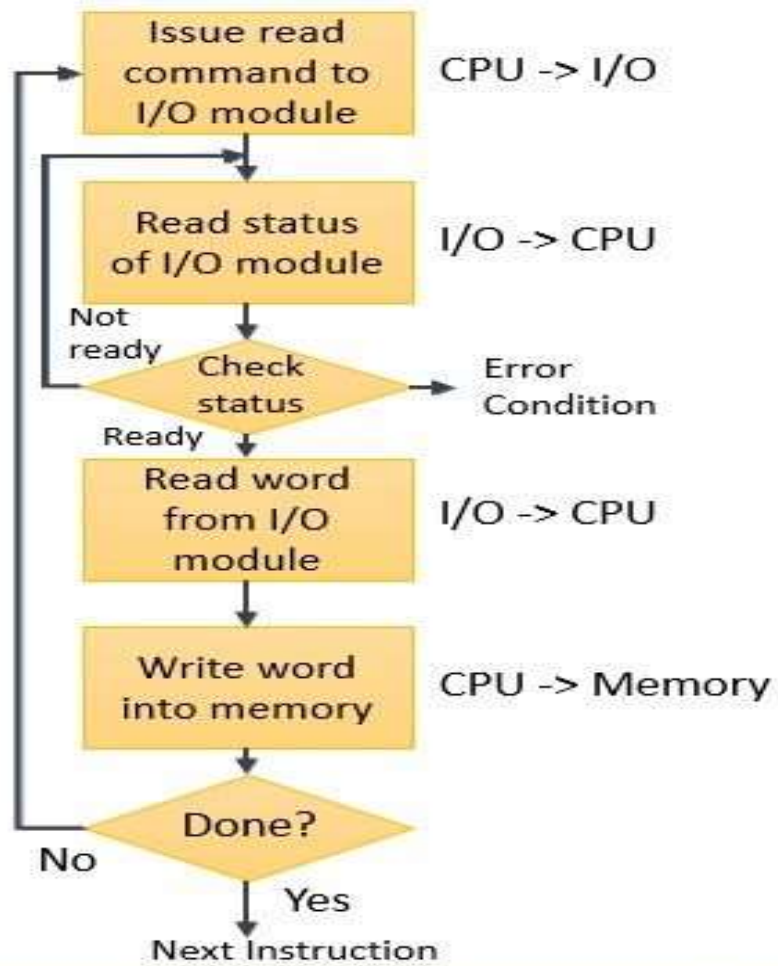 Issue read
command to
I/O module
CPU -> I/O
Read status
of I/O module
I/O -> CPU
Not
ready
Check
status
Error
Condition
Ready
Read word
from I/O
module
I/O -> CPU
Write word
into memory
CPU -> Memory
Done?
No
Yes
Next Instruction